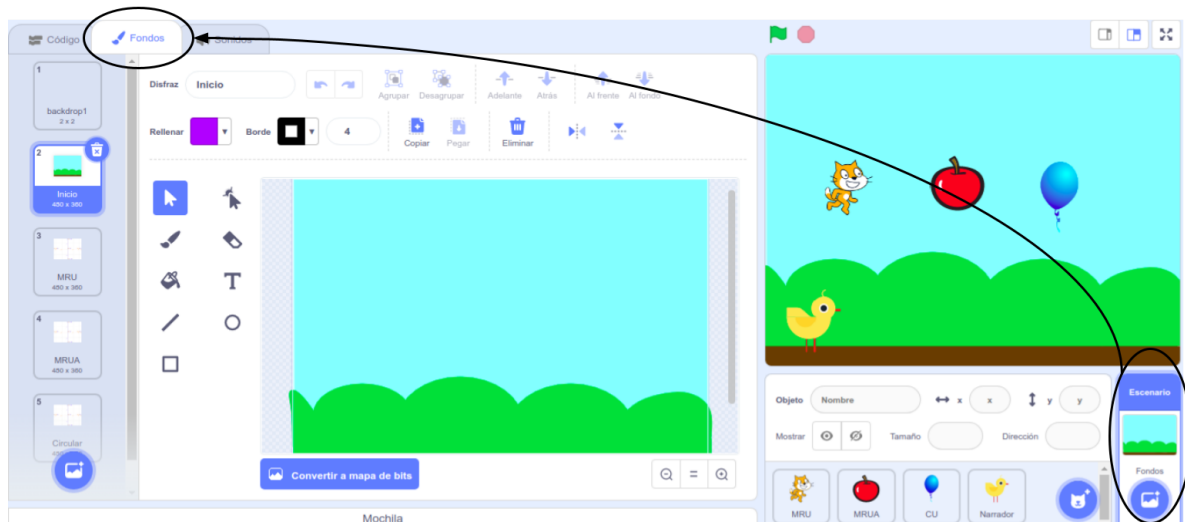 Código
Fondos
Sonidos
1
backdrop1
2 x 2
2
Inicio
480 x 360
3
MRU
480 x 360
4
MRUA
480 x 360
5
Circular
Disfraz Inicio
Agrupar Desagrupar Adelante Atrás Al frente Al fondo
Rellenar Borde 4 Copiar Pegar Eliminar
Convertir a mapa de bits
Mochila
Objeto Nombre x x y y
Mostrar Tamaño Dirección
MRU MRUA CU Narrador
Escenario
Fondos